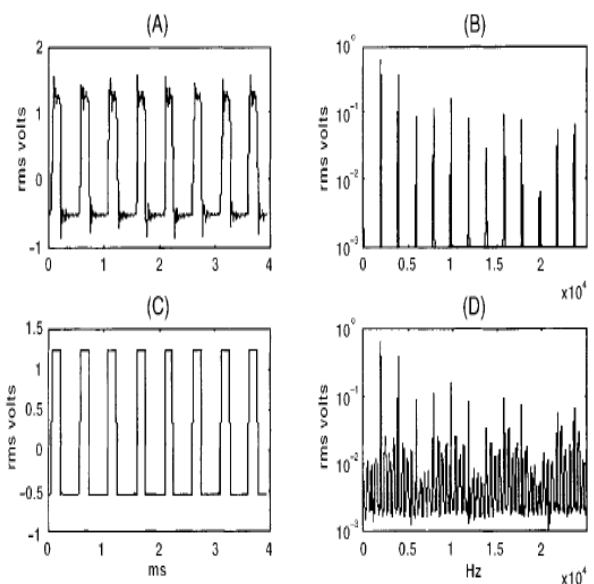 (A)
(B)
rms volts
2
1
0
-1
0 1 2 3 4
rms volts
10⁰
10⁻¹
10⁻²
10⁻³
0 0.5 1 1.5 2
x10⁴
(C)
(D)
rms volts
1.5
1
0.5
0
-0.5
-1
0 1 2 3 4
ms
rms volts
10⁰
10⁻¹
10⁻²
10⁻³
0 0.5 1 1.5 2
Hz
x10⁴